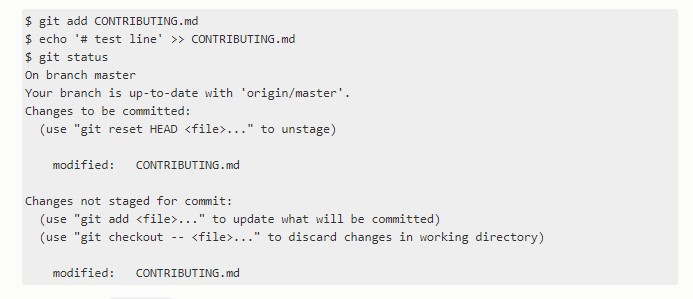 $ git add CONTRIBUTING.md
$ echo '# test line' >> CONTRIBUTING.md
$ git status
On branch master
Your branch is up-to-date with 'origin/master'.
Changes to be committed:
  (use "git reset HEAD <file>..." to unstage)
    modified:   CONTRIBUTING.md
Changes not staged for commit:
  (use "git add <file>..." to update what will be committed)
  (use "git checkout -- <file>..." to discard changes in working directory)
    modified:   CONTRIBUTING.md